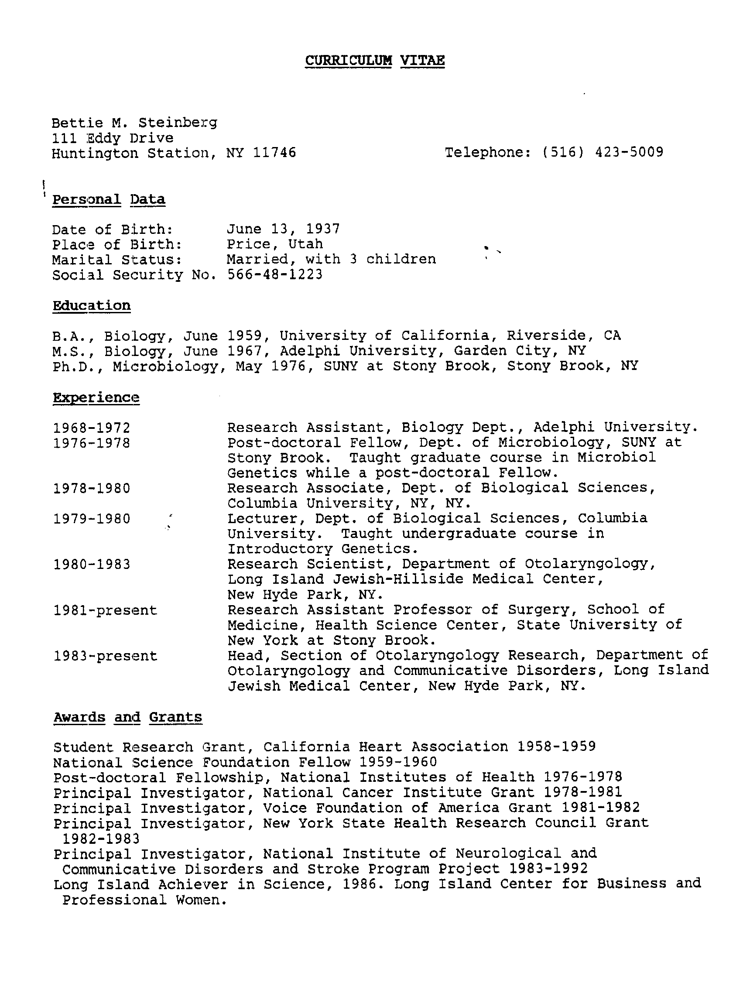 CURRICULUM VITAE
Bettie M. Steinberg
111 Eddy Drive
Huntington Station, NY 11746 Telephone: (516) 423-5009
Personal Data
Date of Birth: June 13, 1937
Place of Birth: Price, Utah
Marital Status: Married, with 3 children
Social Security No. 566-48-1223
Education
B.A., Biology, June 1959, University of California, Riverside, CA
M.S., Biology, June 1967, Adelphi University, Garden City, NY
Ph.D., Microbiology, May 1976, SUNY at Stony Brook, Stony Brook, NY
Experience
1968-1972 Research Assistant, Biology Dept., Adelphi University.
1976-1978 Post-doctoral Fellow, Dept. of Microbiology, SUNY at
Stony Brook. Taught graduate course in Microbiol
Genetics while a post-doctoral Fellow.
1978-1980 Research Associate, Dept. of Biological Sciences,
Columbia University, NY, NY.
1979-1980 Lecturer, Dept. of Biological Sciences, Columbia
University. Taught undergraduate course in
Introductory Genetics.
1980-1983 Research Scientist, Department of Otolaryngology,
Long Island Jewish-Hillside Medical Center,
New Hyde Park, NY.
1981-present Research Assistant Professor of Surgery, School of
Medicine, Health Science Center, State University of
New York at Stony Brook.
1983-present Head, Section of Otolaryngology Research, Department of
Otolaryngology and Communicative Disorders, Long Island
Jewish Medical Center, New Hyde Park, NY.
Awards and Grants
Student Research Grant, California Heart Association 1958-1959
National Science Foundation Fellow 1959-1960
Post-doctoral Fellowship, National Institutes of Health 1976-1978
Principal Investigator, National Cancer Institute Grant 1978-1981
Principal Investigator, Voice Foundation of America Grant 1981-1982
Principal Investigator, New York State Health Research Council Grant
1982-1983
Principal Investigator, National Institute of Neurological and
Communicative Disorders and Stroke Program Project 1983-1992
Long Island Achiever in Science, 1986. Long Island Center for Business and
Professional Women.